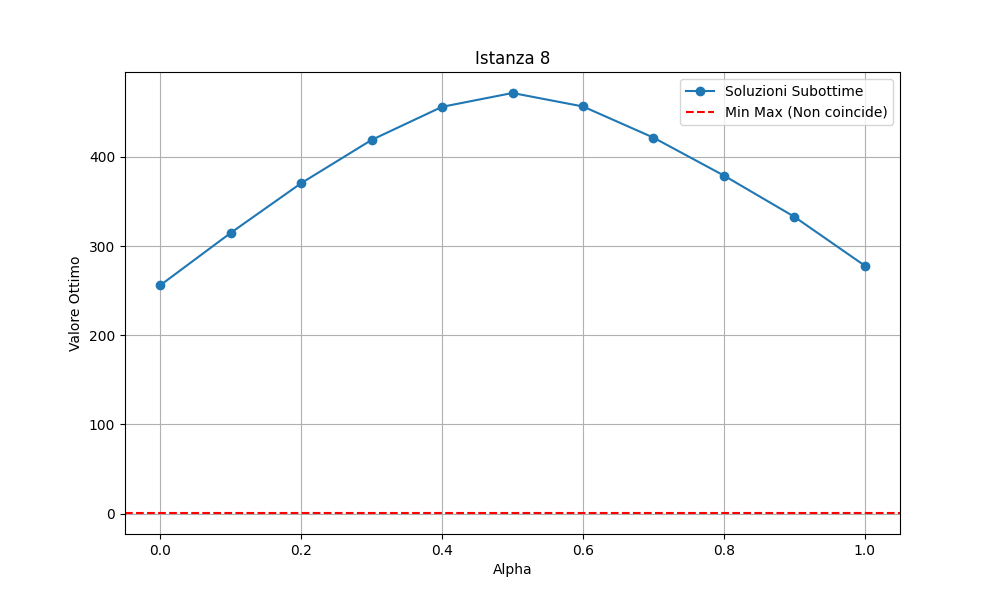 Istanza 8
Soluzioni Subottime
Min Max (Non coincide)
Valore Ottimo
400
300
200
100
0
0.0 0.2 0.4 0.6 0.8 1.0
Alpha